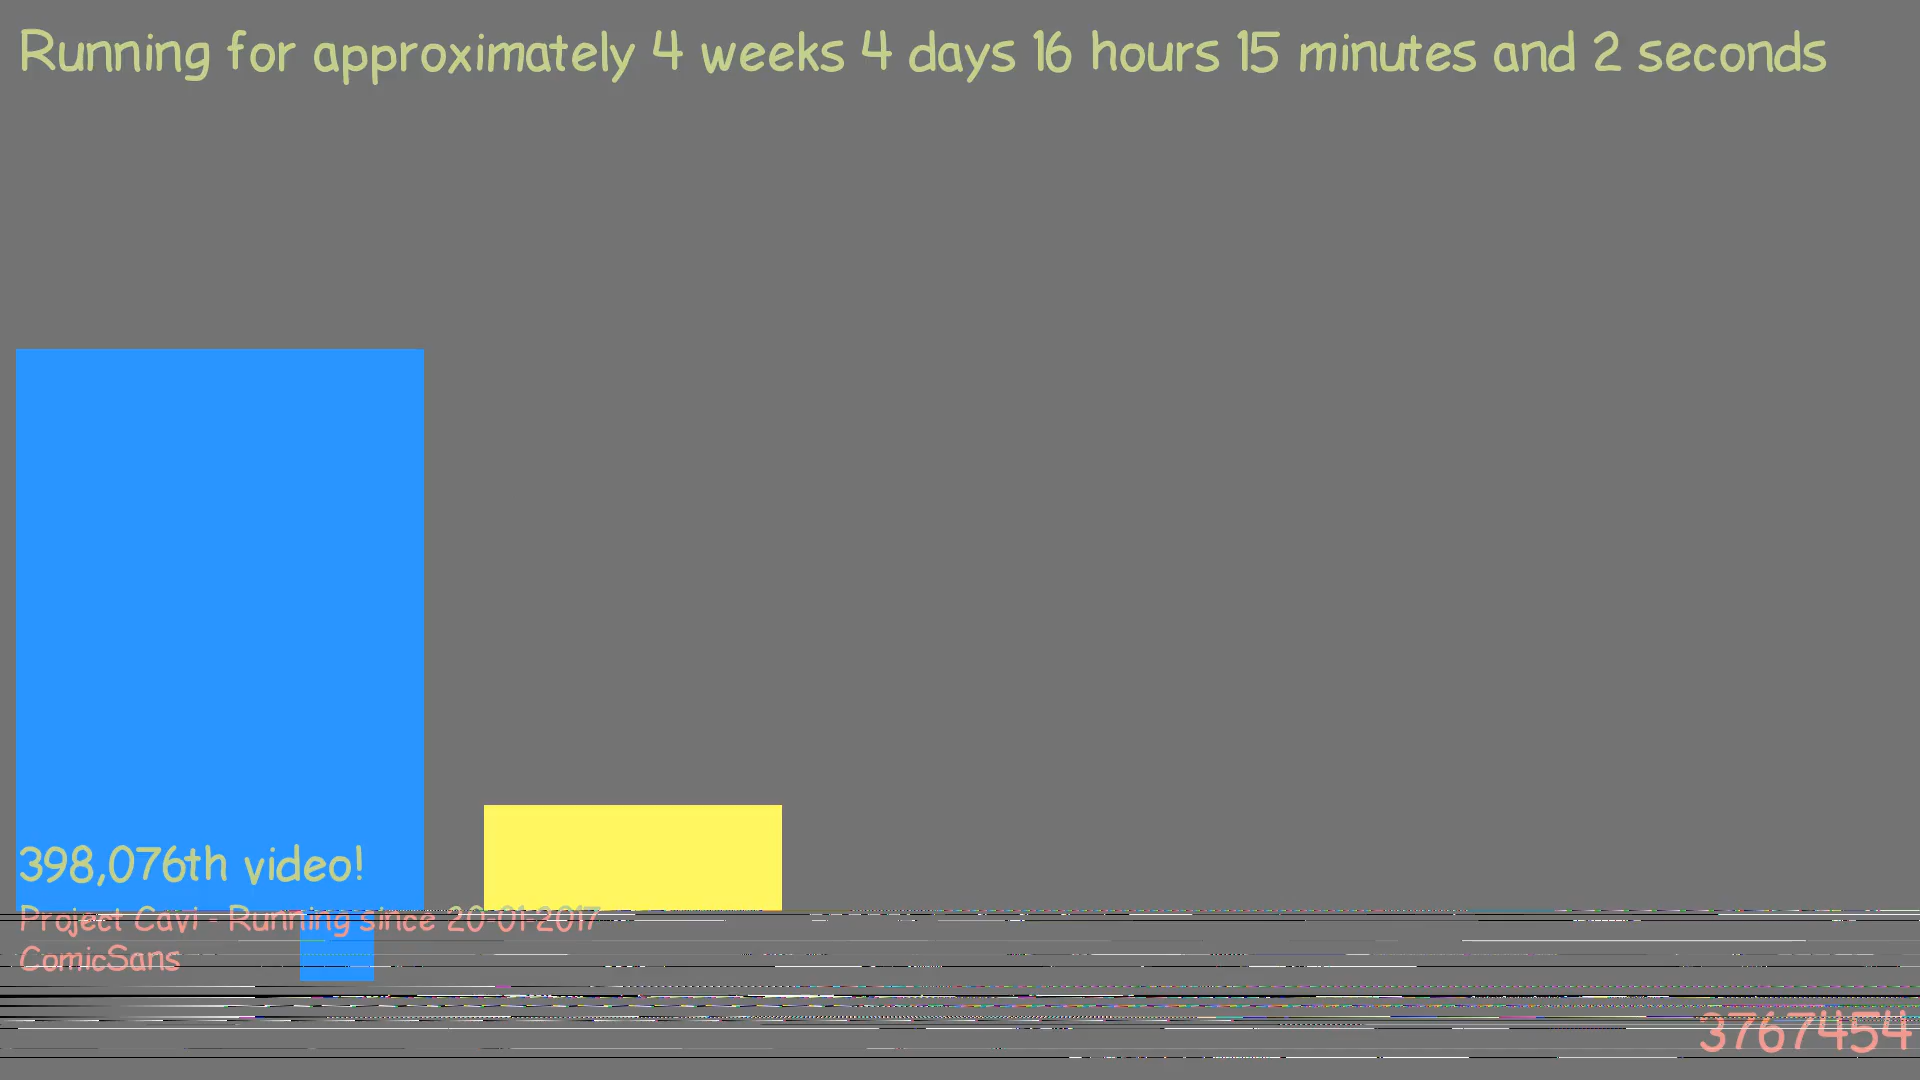 Running for approximately 4 weeks 4 days 16 hours 15 minutes and 2 seconds
398,076th video!
Project Cavi - Running since 20-01-2017
ComicSans
3767454